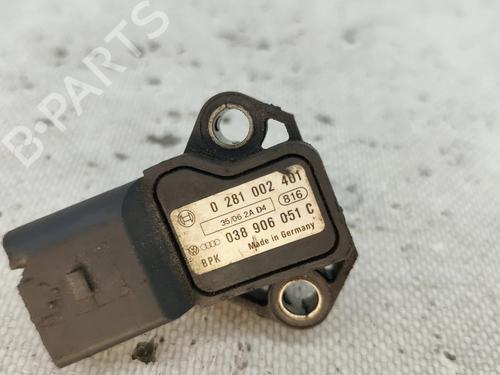 B-PARTS
0 281 002 401
35/06 2A D4 816
038 906 051 C
BPK Made in Germany